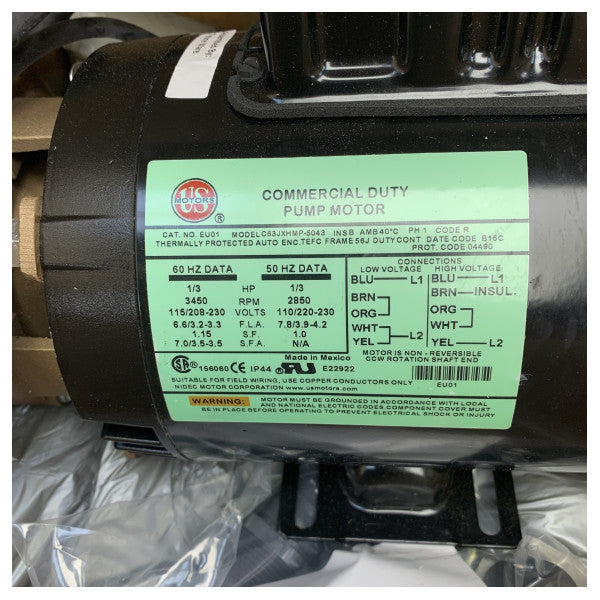 US
MOTORS
®
COMMERCIAL DUTY
PUMP MOTOR
CAT. NO. EU01 MODEL C63JXHMP-5043 INS B AMB 40°C PH 1 CODE R
THERMALLY PROTECTED AUTO ENC. TEFC FRAME 56J DUTY CONT DATE CODE B16C
PROT. CODE 04490
60 HZ DATA 50 HZ DATA
1/3 HP 1/3
3450 RPM 2850
115/208-230 VOLTS 110/220-230
6.6/3.2-3.3 F.L.A. 7.8/3.9-4.2
1.15 S.F. 1.0
7.0/3.5-3.5 S.F.A. N/A
CONNECTIONS
LOW VOLTAGE HIGH VOLTAGE
BLU L1 BLU L1
BRN BRN INSUL.
ORG ORG
WHT L2 WHT
YEL YEL L2
MOTOR IS NON - REVERSIBLE
CCW ROTATION SHAFT END
EU01
Made in Mexico
156060 CE IP44 E22922
SUITABLE FOR FIELD WIRING, USE COPPER CONDUCTORS ONLY
NIDEC MOTOR CORPORATION www.usmotors.com
WARNING: MOTOR MUST BE GROUNDED IN ACCORDANCE WITH LOCAL
AND NATIONAL ELECTRIC CODES. COMPONENT COVER MUST
BE IN PLACE BEFORE OPERATING TO PREVENT ELECTRICAL SHOCK OR INJURY